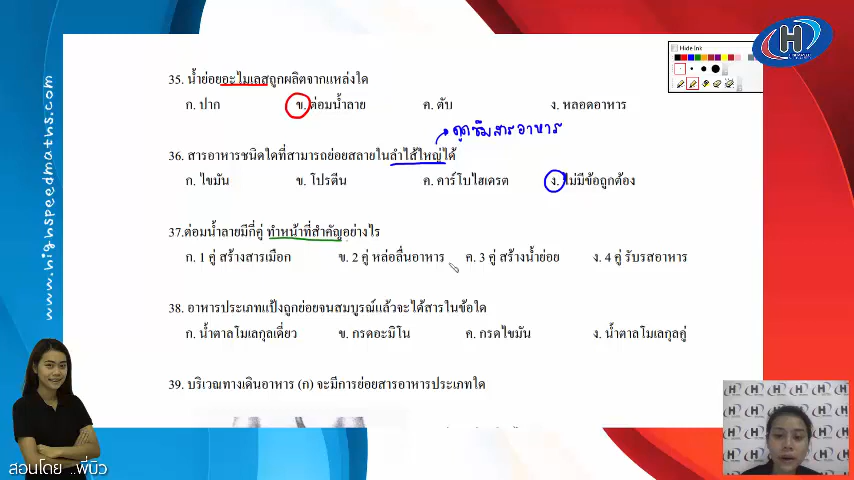 Hide Ink
H
35. น้ำย่อยอะไมเลสถูกผลิตจากแหล่งใด
ก. ปาก ข. ต่อมน้ำลาย ค. ตับ ง. หลอดอาหาร
ดูดซึมสารอาหาร
36. สารอาหารชนิดใดที่สามารถย่อยสลายในลำไส้ใหญ่ได้
ก. ไขมัน ข. โปรตีน ค. คาร์โบไฮเดรต ง. ไม่มีข้อถูกต้อง
37.ต่อมน้ำลายมีกี่คู่ ทำหน้าที่สำคัญอย่างไร
ก. 1 คู่ สร้างสารเมือก ข. 2 คู่ หล่อลื่นอาหาร ค. 3 คู่ สร้างน้ำย่อย ง. 4 คู่ รับรสอาหาร
38. อาหารประเภทแป้งถูกย่อยจนสมบูรณ์แล้วจะได้สารในข้อใด
ก. น้ำตาลโมเลกุลเดี่ยว ข. กรดอะมิโน ค. กรดไขมัน ง. น้ำตาลโมเลกุลคู่
39. บริเวณทางเดินอาหาร (ก) จะมีการย่อยสารอาหารประเภทใด
www.highspeedmaths.com
สอนโดย ..พี่บิว